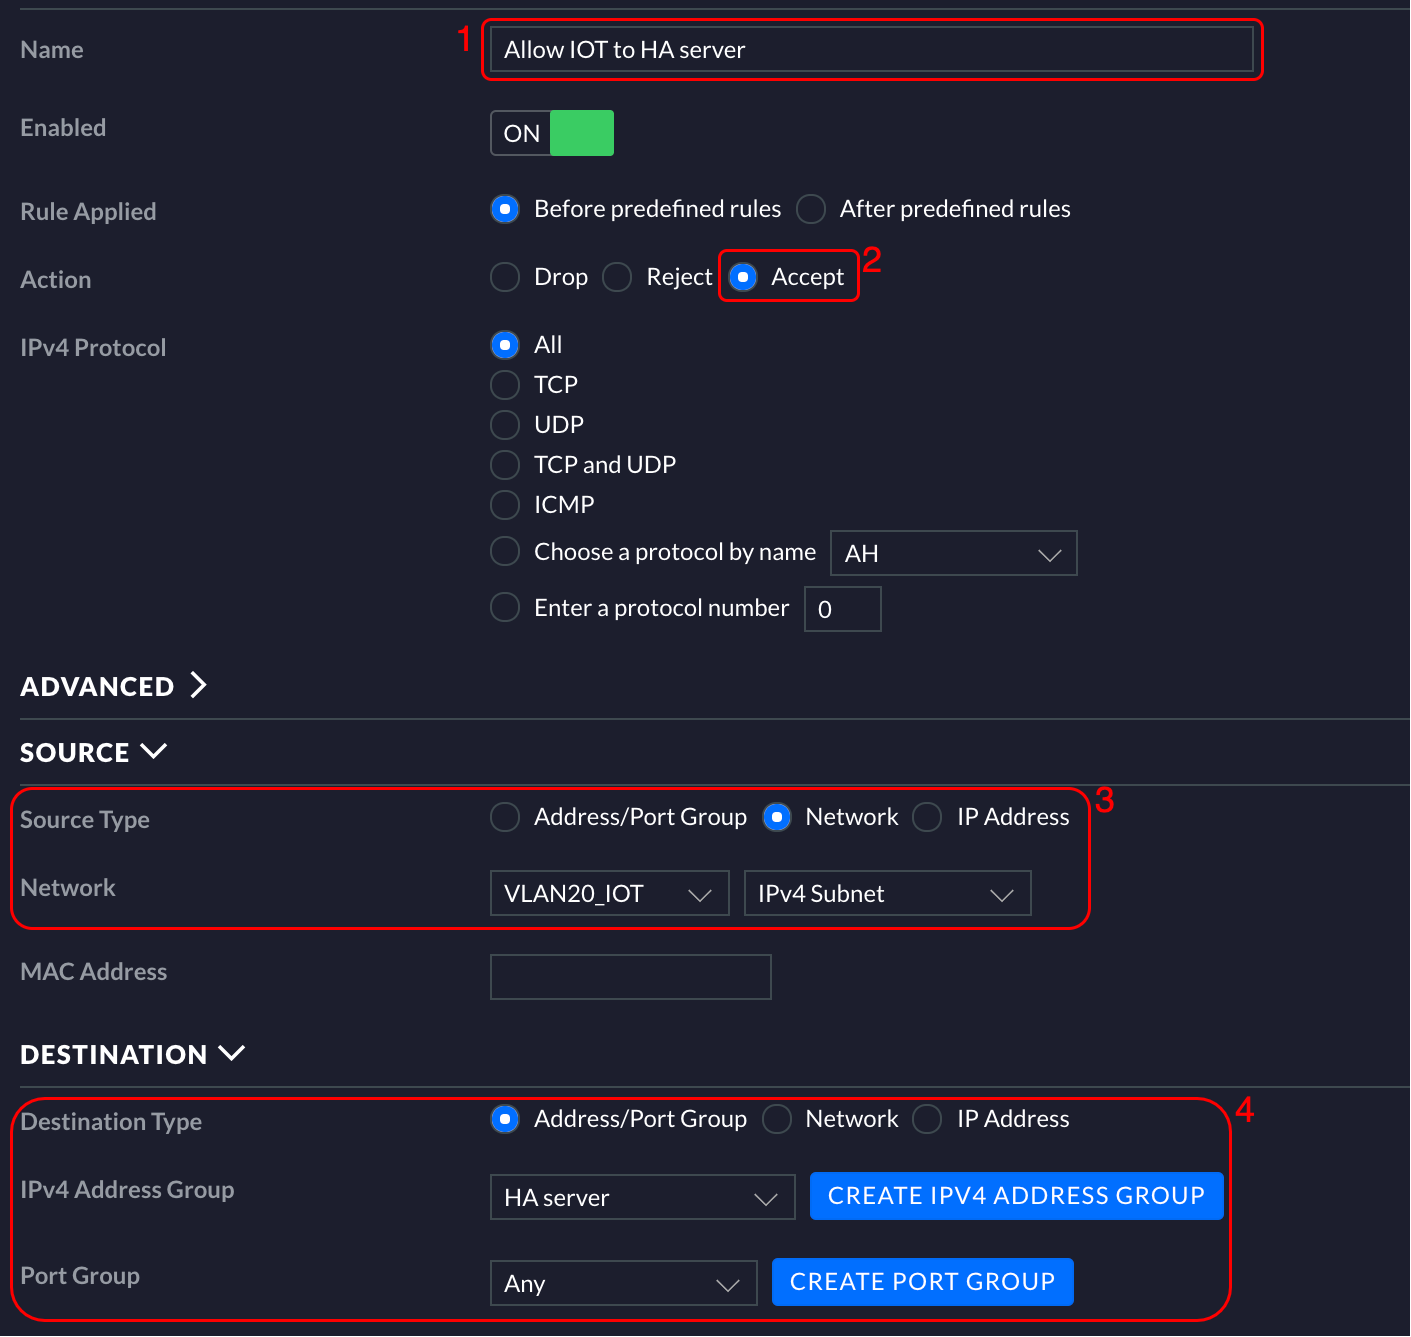 Name
1
Allow IOT to HA server
Enabled
ON
Rule Applied
Before predefined rules
After predefined rules
Action
Drop
Reject
Accept
2
IPv4 Protocol
All
TCP
UDP
TCP and UDP
ICMP
Choose a protocol by name
AH
Enter a protocol number
0
ADVANCED
SOURCE
3
Source Type
Address/Port Group
Network
IP Address
Network
VLAN20_IOT
IPv4 Subnet
MAC Address
DESTINATION
4
Destination Type
Address/Port Group
Network
IP Address
IPv4 Address Group
HA server
CREATE IPV4 ADDRESS GROUP
Port Group
Any
CREATE PORT GROUP